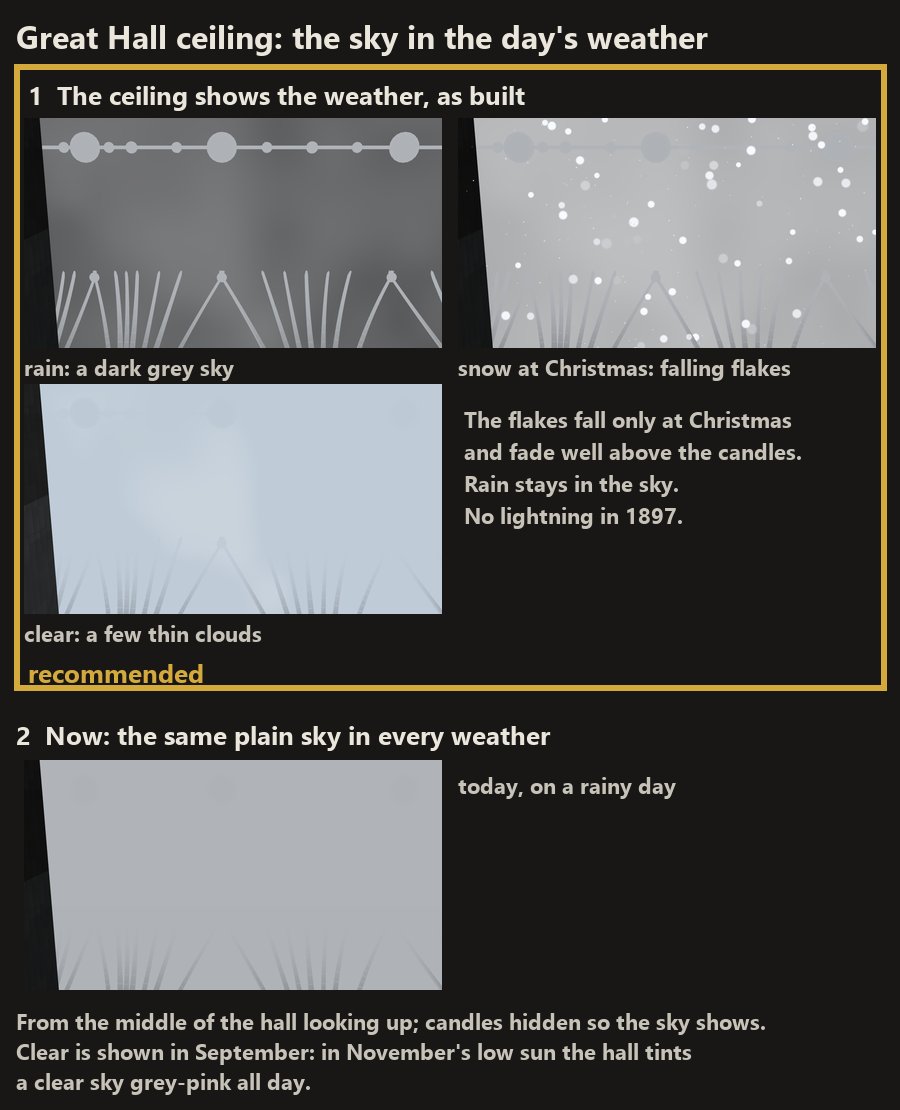 Great Hall ceiling: the sky in the day's weather
1 The ceiling shows the weather, as built
rain: a dark grey sky
snow at Christmas: falling flakes
The flakes fall only at Christmas
and fade well above the candles.
Rain stays in the sky.
No lightning in 1897.
clear: a few thin clouds
recommended
2 Now: the same plain sky in every weather
today, on a rainy day
From the middle of the hall looking up; candles hidden so the sky shows.
Clear is shown in September: in November's low sun the hall tints
a clear sky grey-pink all day.